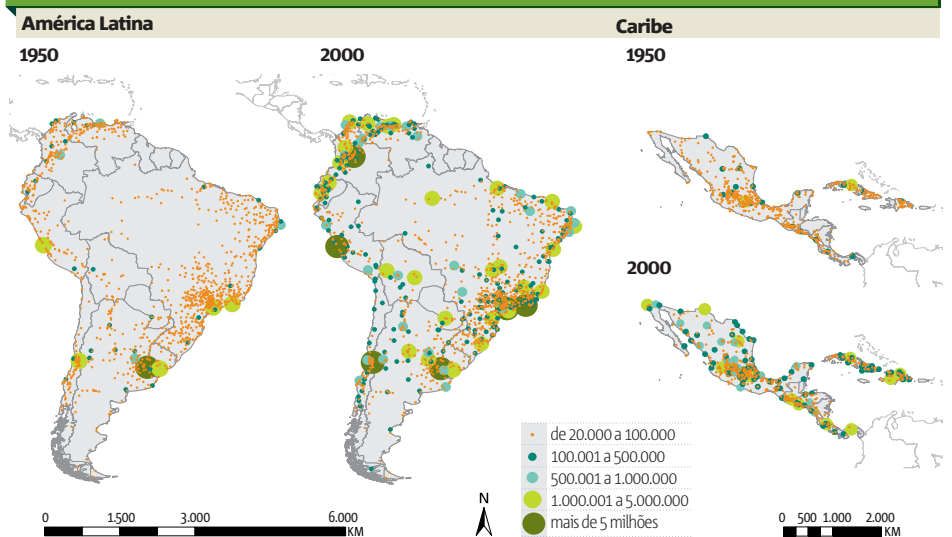 América Latina
1950
2000
Caribe
1950
2000
de 20.000 a 100.000
100.001 a 500.000
500.001 a 1.000.000
1.000.001 a 5.000.000
mais de 5 milhões
N
0 1.500 3.000 6.000
KM
0 500 1.000 2.000
KM